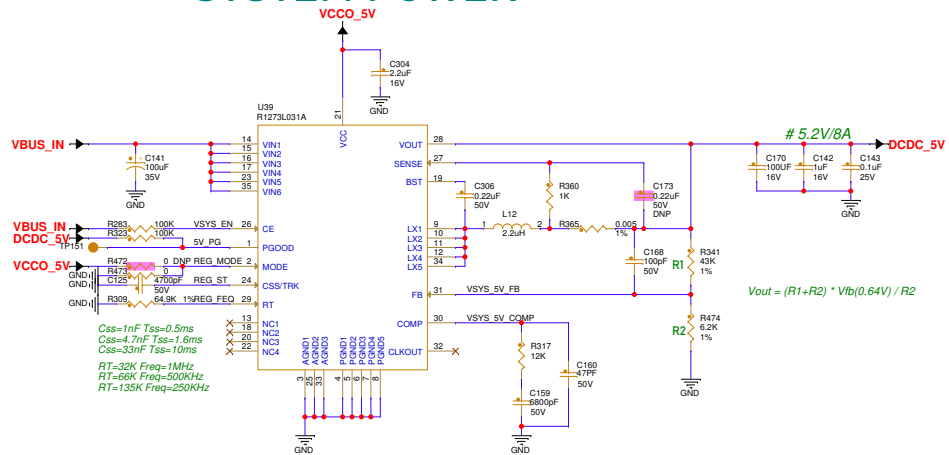 SYSTEM POWER
VCCO_5V
C304
2.2uF
16V
GND
U39
R1273L031A
VBUS_IN
C141
100uF
35V
GND
14 VIN1
15 VIN2
16 VIN3
17 VIN4
23 VIN5
35 VIN6
21
VCC
VOUT 28
SENSE 27
BST 19
LX1 9
LX2 10
LX3 11
LX4 12
LX5 34
FB 31
COMP 30
CLKOUT 32
VBUS_IN R283 100K VSYS_EN 26 CE
DCDC_5V R323 100K
TP151 5V_PG 1 PGOOD
VCCO_5V R472 0 DNP REG_MODE 2 MODE
GND R473 0
GND C125 4700pF REG_ST 24 CSS/TRK
50V
GND R309 64.9K 1% REG_FEQ 29 RT
13 NC1
18 NC2
20 NC3
22 NC4
Css=1nF Tss=0.5ms
Css=4.7nF Tss=1.6ms
Css=33nF Tss=10ms
RT=32K Freq=1MHz
RT=66K Freq=500KHz
RT=135K Freq=250KHz
AGND1 AGND2 AGND3 PGND1 PGND2 PGND3 PGND4 PGND5
3 25 33 4 5 6 7 8
GND
C306
0.22uF
50V
1 L12 2
2.2uH
R360
1K
R365 0.005
1%
C173
0.22uF
50V
DNP
C168
100pF
50V
VSYS_5V_FB
VSYS_5V_COMP
R317
12K
C160
47PF
50V
C159
6800pF
50V
GND
# 5.2V/8A
DCDC_5V
C170
100UF
16V
C142
1uF
16V
C143
0.1uF
25V
GND
R1
R341
43K
1%
Vout = (R1+R2) * Vfb(0.64V) / R2
R2
R474
6.2K
1%
GND